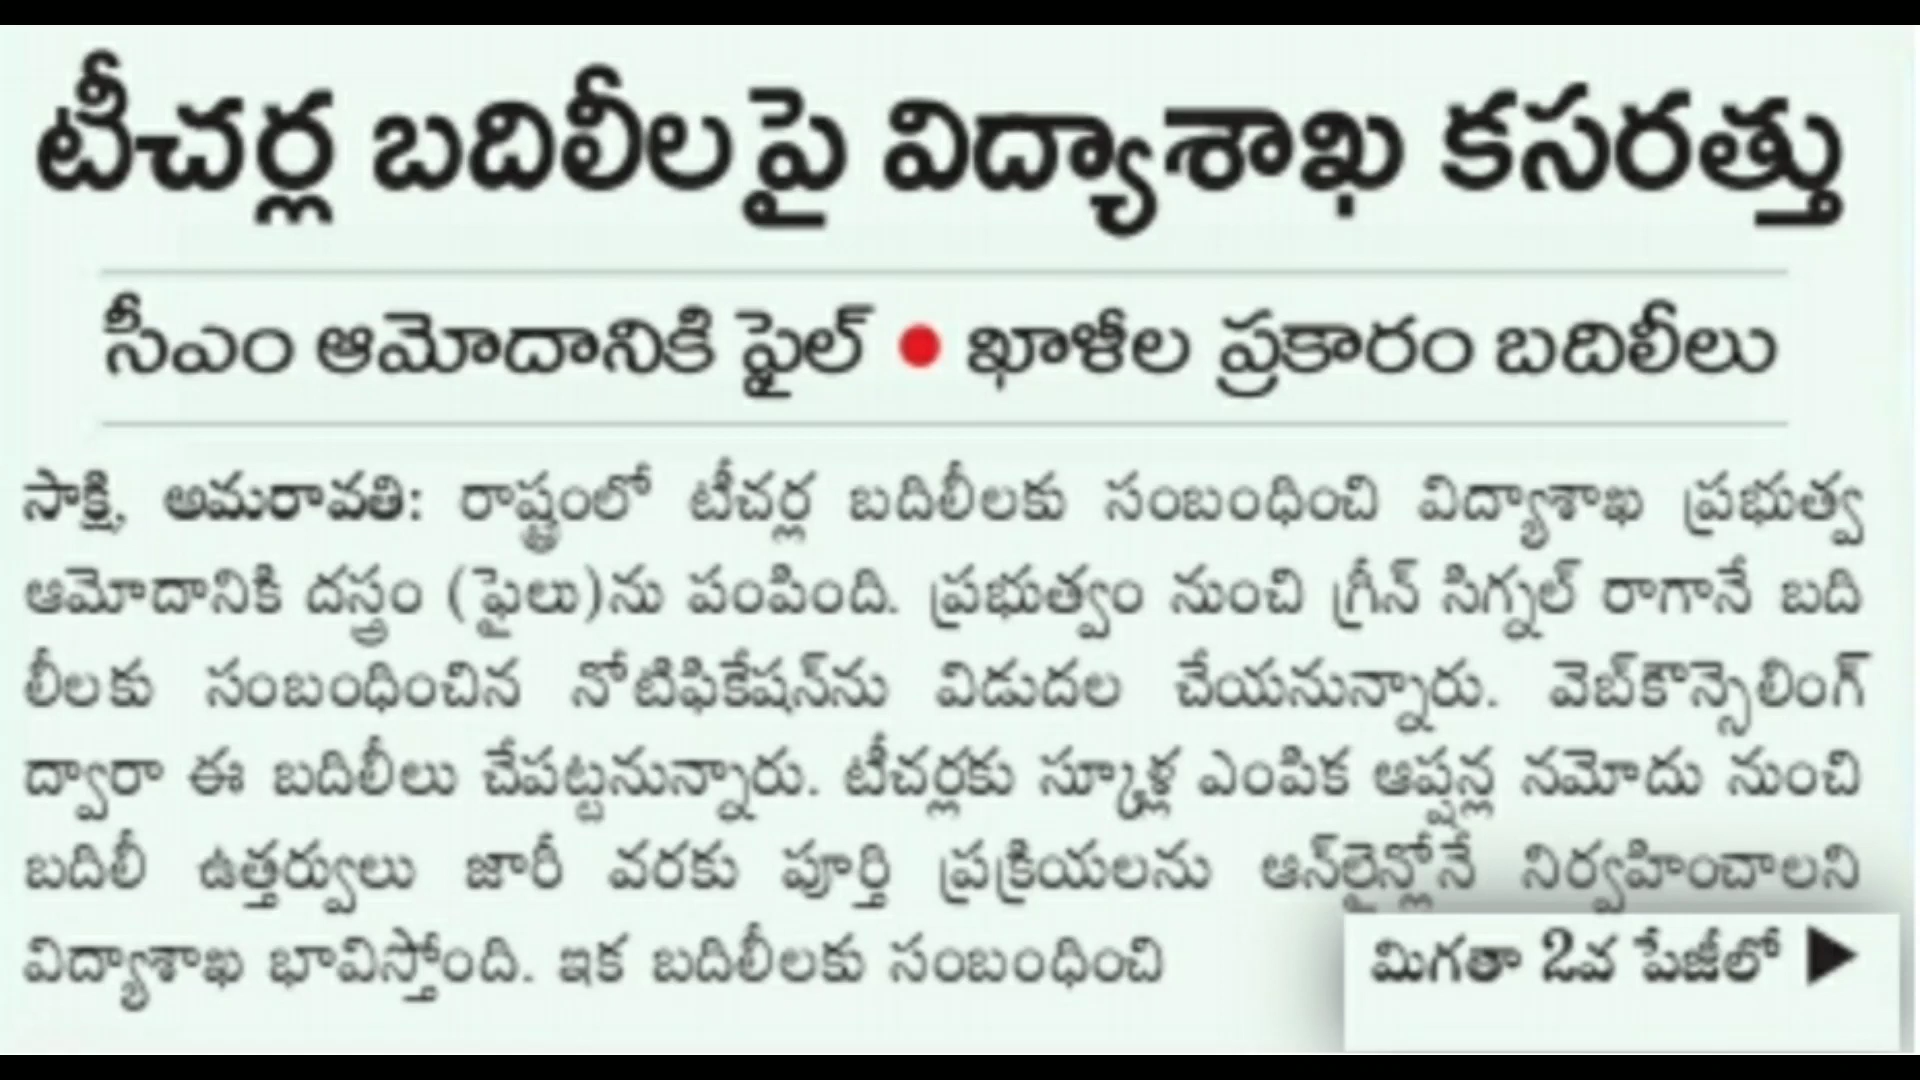 టీచర్ల బదిలీలపై విద్యాశాఖ కసరత్తు
సీఎం ఆమోదానికి ఫైల్ ● ఖాళీల ప్రకారం బదిలీలు
సాక్షి, అమరావతి: రాష్ట్రంలో టీచర్ల బదిలీలకు సంబంధించి విద్యాశాఖ ప్రభుత్వ
ఆమోదానికి దస్త్రం (ఫైలు)ను పంపింది. ప్రభుత్వం నుంచి గ్రీన్ సిగ్నల్ రాగానే బది
లీలకు సంబంధించిన నోటిఫికేషన్‌ను విడుదల చేయనున్నారు. వెబ్‌కౌన్సెలింగ్
ద్వారా ఈ బదిలీలు చేపట్టనున్నారు. టీచర్లకు స్కూళ్ల ఎంపిక ఆప్షన్ల నమోదు నుంచి
బదిలీ ఉత్తర్వులు జారీ వరకు పూర్తి ప్రక్రియలను ఆన్‌లైన్లోనే నిర్వహించాలని
విద్యాశాఖ భావిస్తోంది. ఇక బదిలీలకు సంబంధించి
మిగతా 2వ పేజీలో ▶